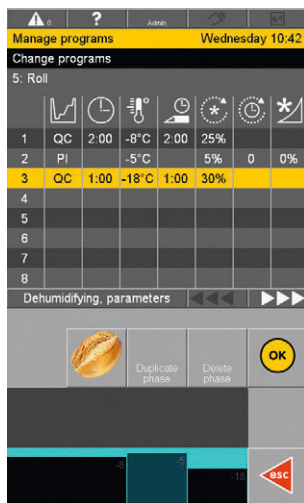 0 ? Admin
Manage programs Wednesday 10:42
Change programs
5: Roll
1 QC 2:00 -8°C 2:00 25%
2 PI -5°C 5% 0 0%
3 QC 1:00 -18°C 1:00 30%
4
5
6
7
8
Dehumidifying, parameters
Duplicate phase
Delete phase
OK
-8 -5 -18
esc